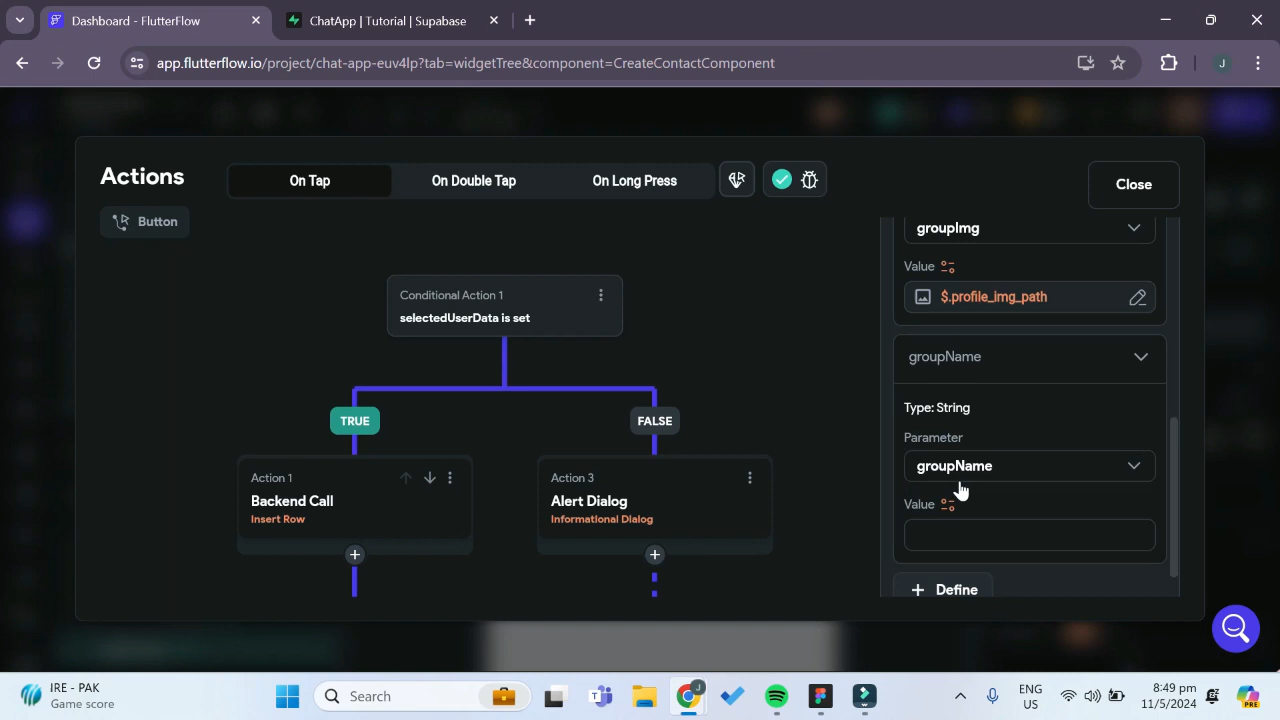 Dashboard - FlutterFlow
ChatApp | Tutorial | Supabase
app.flutterflow.io/project/chat-app-euv4lp?tab=widgetTree&component=CreateContactComponent
J
Actions
On Tap
On Double Tap
On Long Press
Close
Button
groupImg
Value
$.profile_img_path
Conditional Action 1
selectedUserData is set
groupName
TRUE
FALSE
Type: String
Parameter
groupName
Action 1
Backend Call
Insert Row
Action 3
Alert Dialog
Informational Dialog
Value
+ Define
IRE - PAK
Game score
Search
J
ENG
US
8:49 pm
11/5/2024
PRE